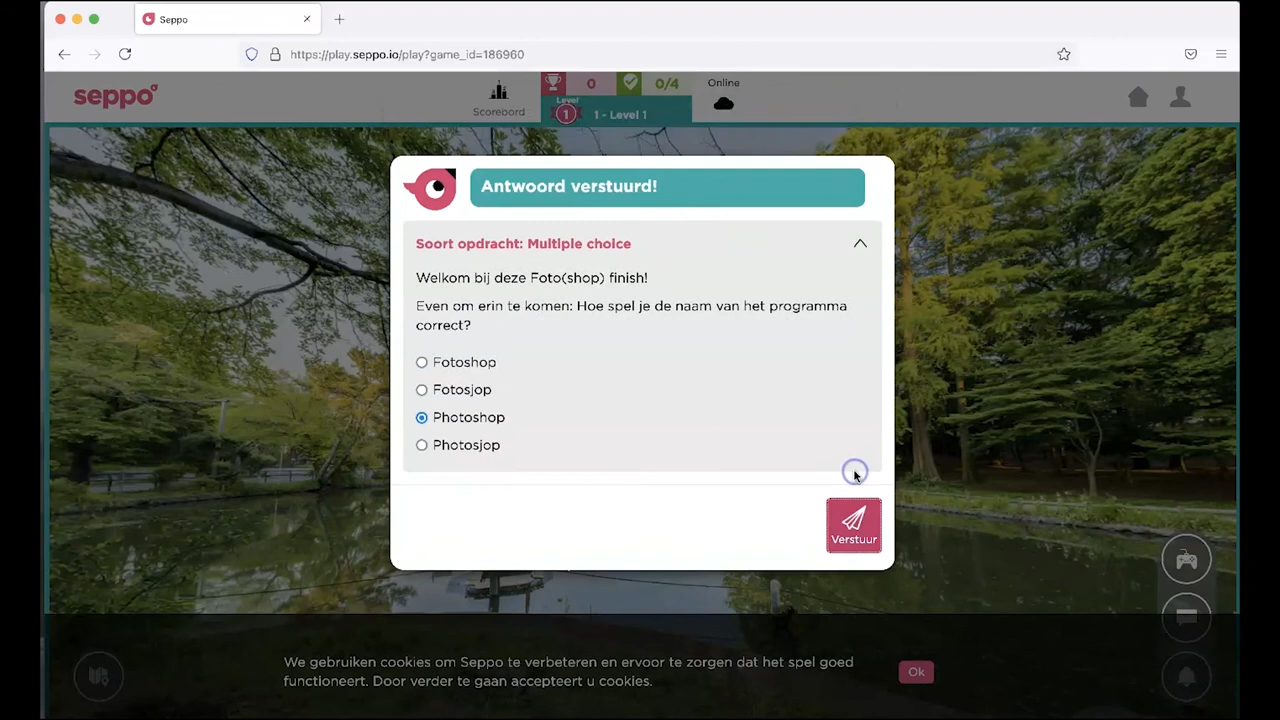 Seppo
https://play.seppo.io/play?game_id=186960
seppo
Scorebord
0
0/4
Online
Level
1
1 - Level 1
Antwoord verstuurd!
Soort opdracht: Multiple choice
Welkom bij deze Foto(shop) finish!
Even om erin te komen: Hoe spel je de naam van het programma
correct?
Fotoshop
Fotosjop
Photoshop
Photosjop
Verstuur
We gebruiken cookies om Seppo te verbeteren en ervoor te zorgen dat het spel goed
functioneert. Door verder te gaan accepteert u cookies.
Ok